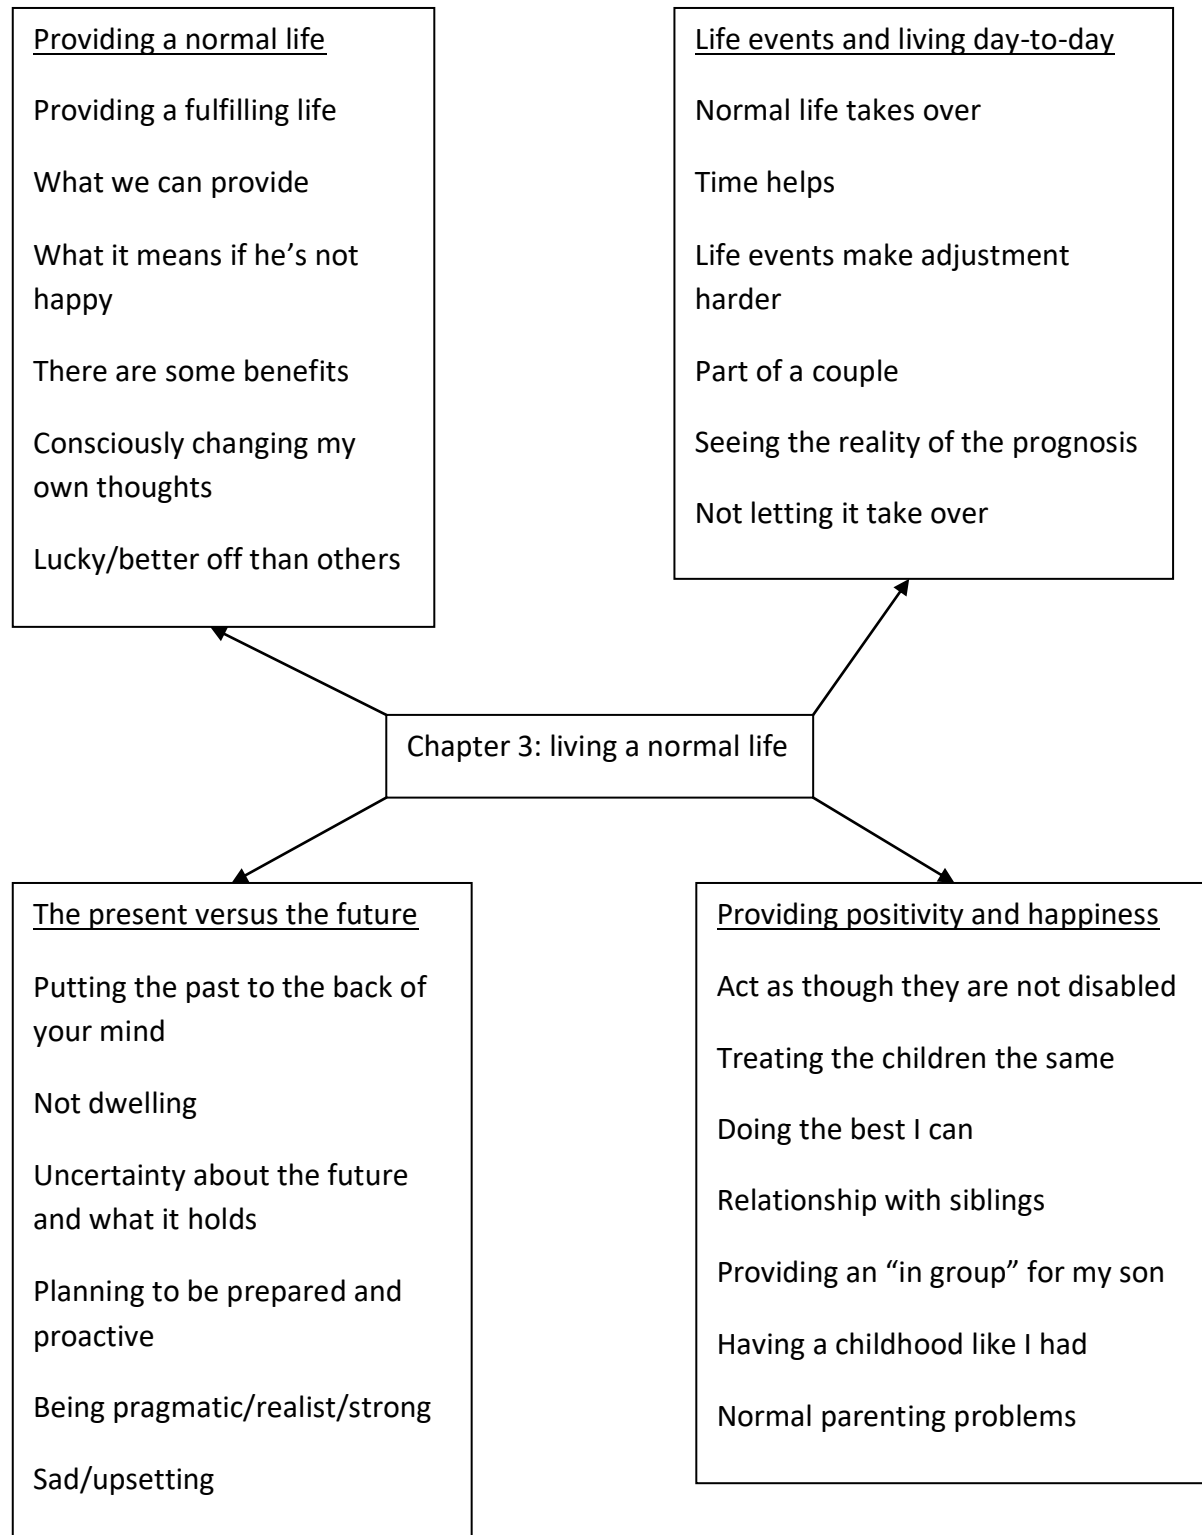 Providing a normal life
Providing a fulfilling life
What we can provide
What it means if he’s not
happy
There are some benefits
Consciously changing my
own thoughts
Lucky/better off than others
Life events and living day-to-day
Normal life takes over
Time helps
Life events make adjustment
harder
Part of a couple
Seeing the reality of the prognosis
Not letting it take over
Chapter 3: living a normal life
The present versus the future
Putting the past to the back of
your mind
Not dwelling
Uncertainty about the future
and what it holds
Planning to be prepared and
proactive
Being pragmatic/realist/strong
Sad/upsetting
Providing positivity and happiness
Act as though they are not disabled
Treating the children the same
Doing the best I can
Relationship with siblings
Providing an “in group” for my son
Having a childhood like I had
Normal parenting problems